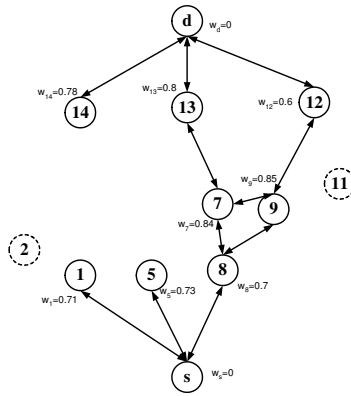 d
w_d=0
w_14=0.78
14
w_13=0.8
13
w_12=0.6
12
w_9=0.85
11
7
9
w_7=0.84
2
1
5
8
w_1=0.71
w_5=0.73
w_8=0.7
s
w_s=0